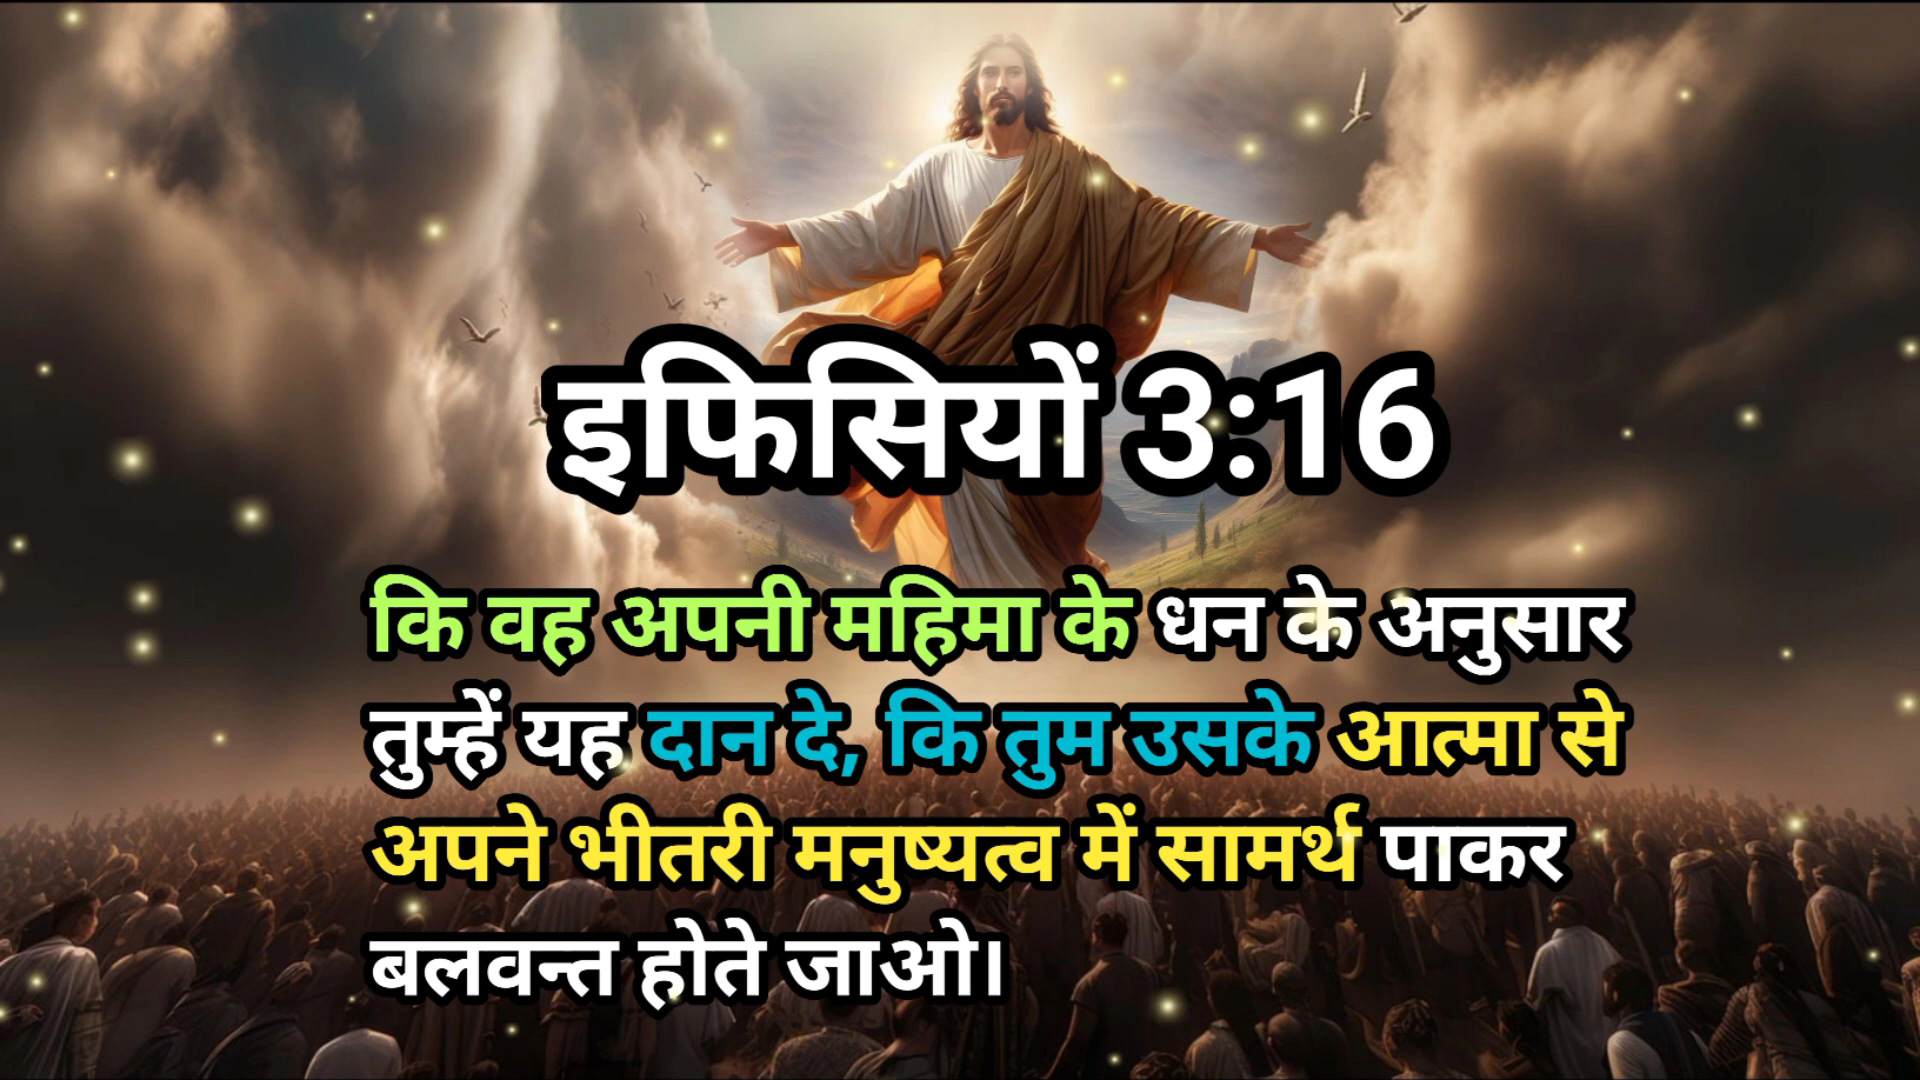 इफिसियों 3:16
कि वह अपनी महिमा के धन के अनुसार
तुम्हें यह दान दे, कि तुम उसके आत्मा से
अपने भीतरी मनुष्यत्व में सामर्थ पाकर
बलवन्त होते जाओ।